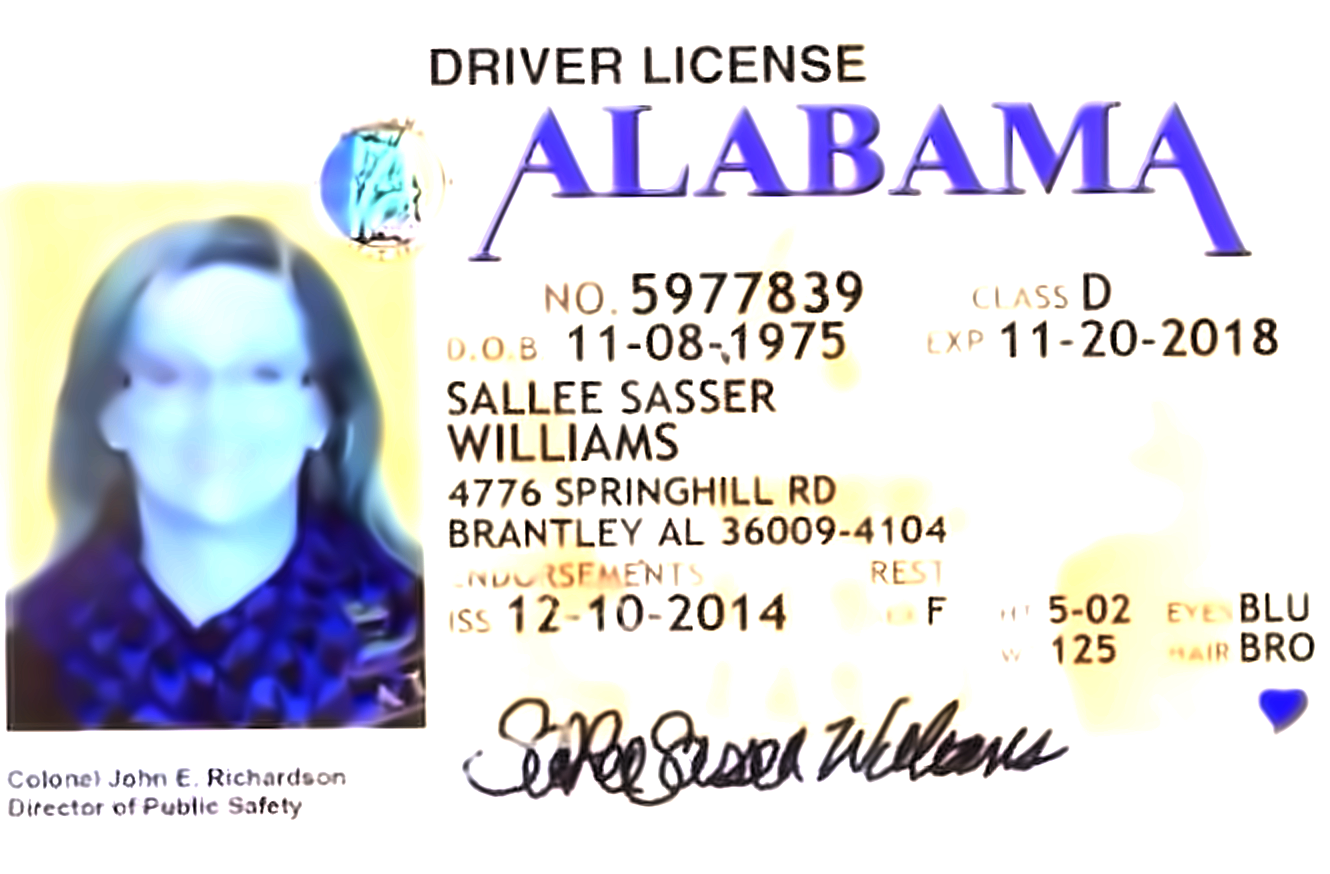 DRIVER LICENSE
ALABAMA
NO. 5977839 CLASS D
D.O.B 11-08-1975 EXP 11-20-2018
SALLEE SASSER
WILLIAMS
4776 SPRINGHILL RD
BRANTLEY AL 36009-4104
ENDORSEMENTS REST
ISS 12-10-2014 F HT 5-02 EYES BLU
125 HAIR BRO
Sallee Sasser Williams
Colonel John E. Richardson
Director of Public Safety